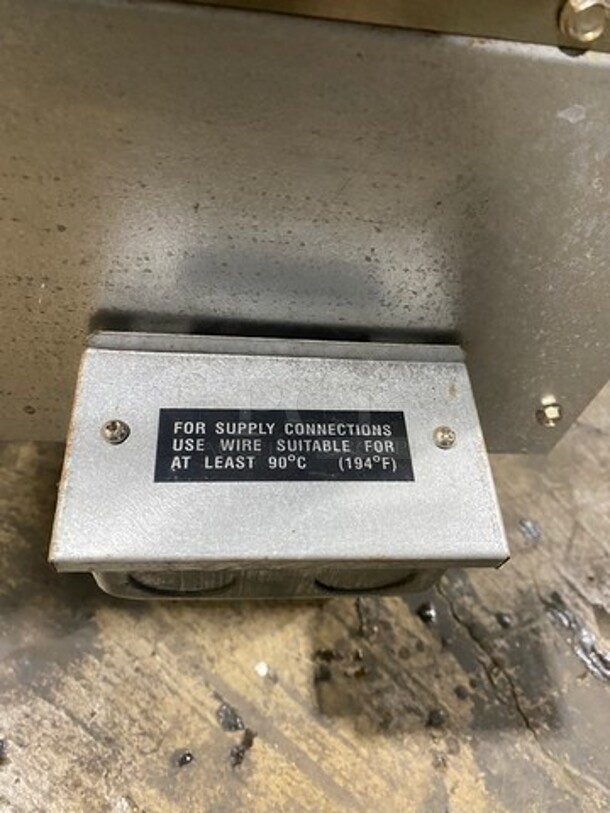 FOR SUPPLY CONNECTIONS
USE WIRE SUITABLE FOR
AT LEAST 90°C (194°F)